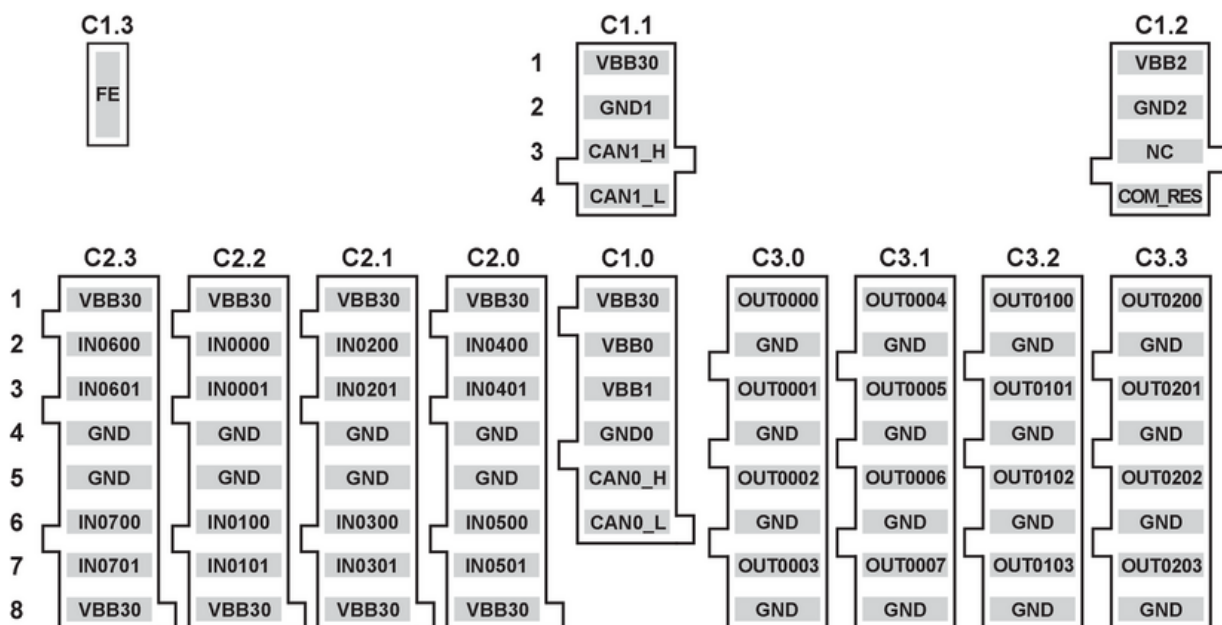 C1.3 C1.1 C1.2
1 VBB30 VBB2
FE
2 GND1 GND2
3 CAN1_H NC
4 CAN1_L COM_RES
C2.3 C2.2 C2.1 C2.0 C1.0 C3.0 C3.1 C3.2 C3.3
1 VBB30 VBB30 VBB30 VBB30 VBB30 OUT0000 OUT0004 OUT0100 OUT0200
2 IN0600 IN0000 IN0200 IN0400 VBB0 GND GND GND GND
3 IN0601 IN0001 IN0201 IN0401 VBB1 OUT0001 OUT0005 OUT0101 OUT0201
4 GND GND GND GND GND0 GND GND GND GND
5 GND GND GND GND CAN0_H OUT0002 OUT0006 OUT0102 OUT0202
6 IN0700 IN0100 IN0300 IN0500 CAN0_L GND GND GND GND
7 IN0701 IN0101 IN0301 IN0501 OUT0003 OUT0007 OUT0103 OUT0203
8 VBB30 VBB30 VBB30 VBB30 GND GND GND GND